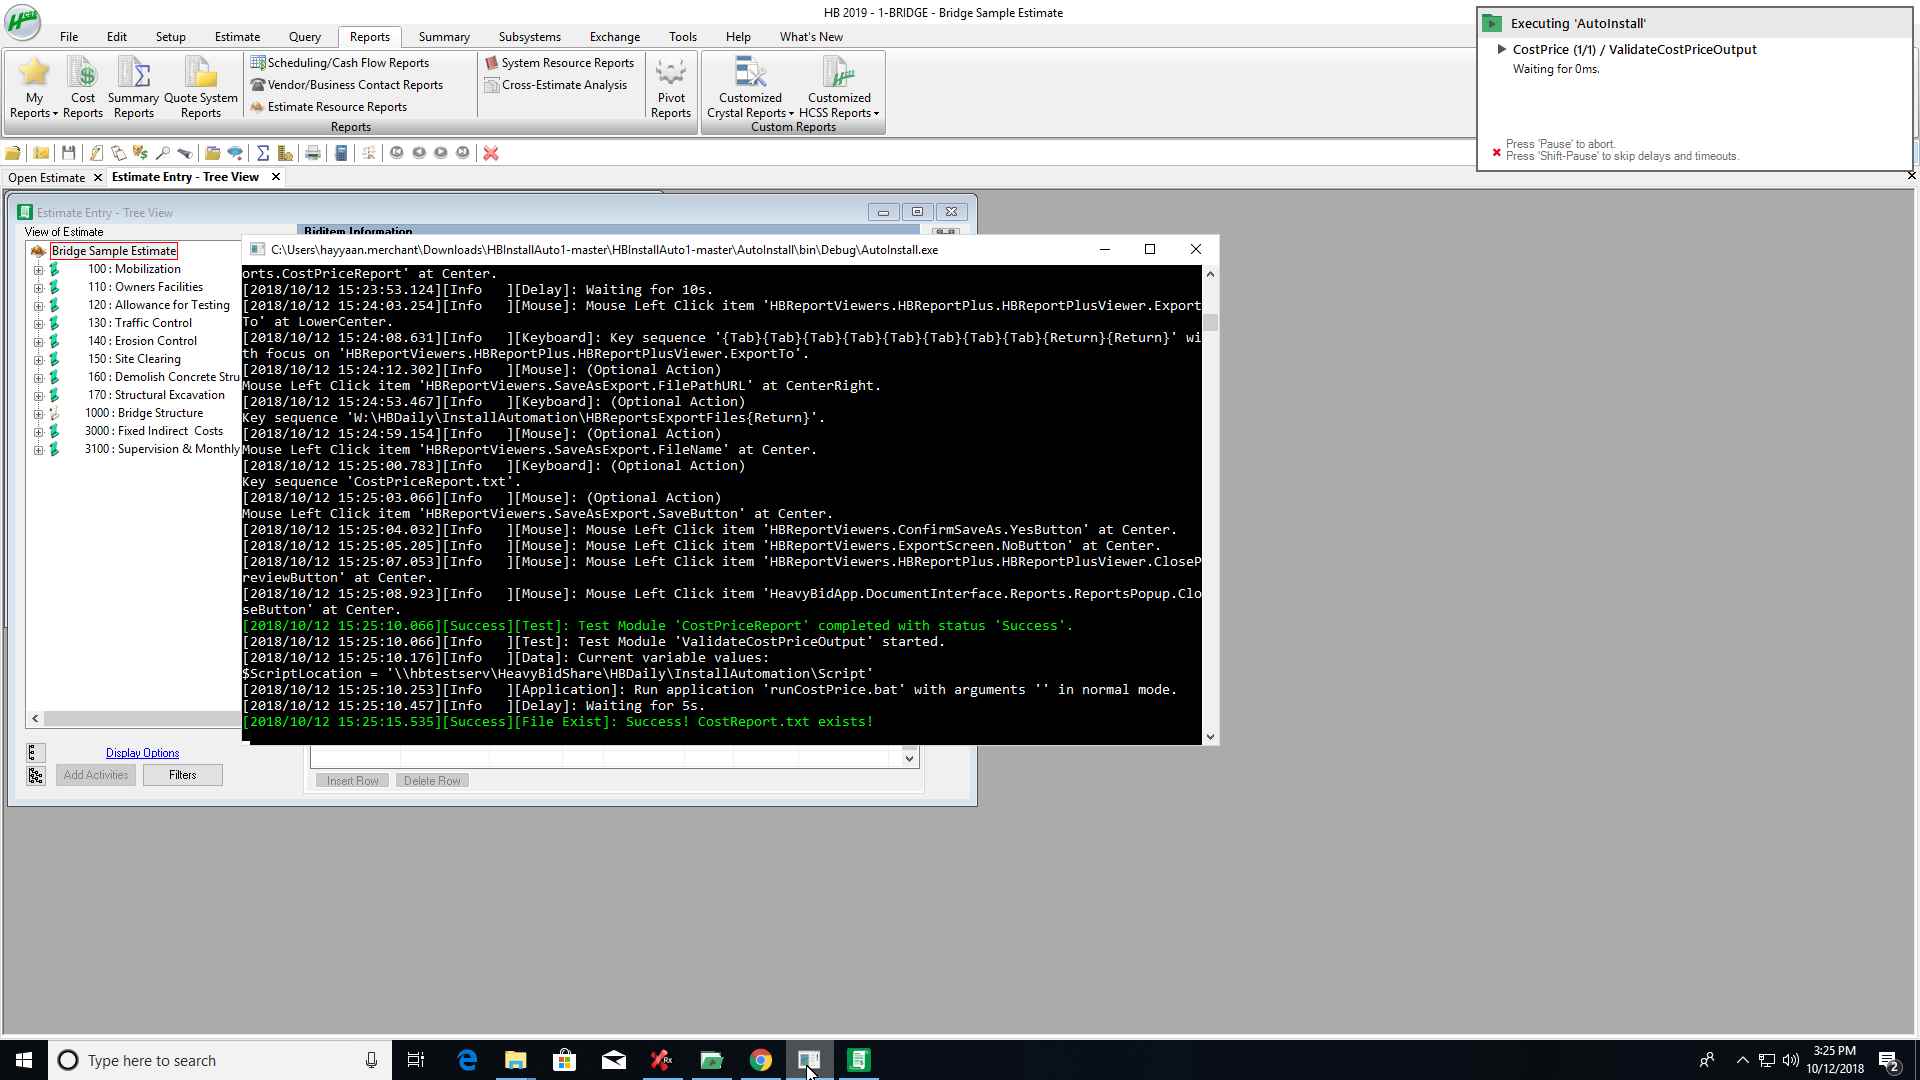 HB 2019 - 1-BRIDGE - Bridge Sample Estimate
File Edit Setup Estimate Query Reports Summary Subsystems Exchange Tools Help What's New
My Reports
Cost Reports
Summary Reports
Quote System Reports
Scheduling/Cash Flow Reports
Vendor/Business Contact Reports
Estimate Resource Reports
System Resource Reports
Cross-Estimate Analysis
Reports
Pivot Reports
Customized Crystal Reports
Customized HCSS Reports
Custom Reports
Executing 'AutoInstall'
CostPrice (1/1) / ValidateCostPriceOutput
Waiting for 0ms.
Press 'Pause' to abort.
Press 'Shift-Pause' to skip delays and timeouts.
Open Estimate Estimate Entry - Tree View
Estimate Entry - Tree View
View of Estimate
Biditem Information
Bridge Sample Estimate
100 : Mobilization
110 : Owners Facilities
120 : Allowance for Testing
130 : Traffic Control
140 : Erosion Control
150 : Site Clearing
160 : Demolish Concrete Stru
170 : Structural Excavation
1000 : Bridge Structure
3000 : Fixed Indirect Costs
3100 : Supervision & Monthly
Display Options
Add Activities Filters
Insert Row Delete Row
C:\Users\hayyaan.merchant\Downloads\HBInstallAuto1-master\HBInstallAuto1-master\AutoInstall\bin\Debug\AutoInstall.exe
orts.CostPriceReport' at Center.
[2018/10/12 15:23:53.124][Info   ][Delay]: Waiting for 10s.
[2018/10/12 15:24:03.254][Info   ][Mouse]: Mouse Left Click item 'HBReportViewers.HBReportPlus.HBReportPlusViewer.Export
To' at LowerCenter.
[2018/10/12 15:24:08.631][Info   ][Keyboard]: Key sequence '{Tab}{Tab}{Tab}{Tab}{Tab}{Tab}{Tab}{Tab}{Return}{Return}' wi
th focus on 'HBReportViewers.HBReportPlus.HBReportPlusViewer.ExportTo'.
[2018/10/12 15:24:12.302][Info   ][Mouse]: (Optional Action)
Mouse Left Click item 'HBReportViewers.SaveAsExport.FilePathURL' at CenterRight.
[2018/10/12 15:24:53.467][Info   ][Keyboard]: (Optional Action)
Key sequence 'W:\HBDaily\InstallAutomation\HBReportsExportFiles{Return}'.
[2018/10/12 15:24:59.154][Info   ][Mouse]: (Optional Action)
Mouse Left Click item 'HBReportViewers.SaveAsExport.FileName' at Center.
[2018/10/12 15:25:00.783][Info   ][Keyboard]: (Optional Action)
Key sequence 'CostPriceReport.txt'.
[2018/10/12 15:25:03.066][Info   ][Mouse]: (Optional Action)
Mouse Left Click item 'HBReportViewers.SaveAsExport.SaveButton' at Center.
[2018/10/12 15:25:04.032][Info   ][Mouse]: Mouse Left Click item 'HBReportViewers.ConfirmSaveAs.YesButton' at Center.
[2018/10/12 15:25:05.205][Info   ][Mouse]: Mouse Left Click item 'HBReportViewers.ExportScreen.NoButton' at Center.
[2018/10/12 15:25:07.053][Info   ][Mouse]: Mouse Left Click item 'HBReportViewers.HBReportPlus.HBReportPlusViewer.CloseP
reviewButton' at Center.
[2018/10/12 15:25:08.923][Info   ][Mouse]: Mouse Left Click item 'HeavyBidApp.DocumentInterface.Reports.ReportsPopup.Clo
seButton' at Center.
[2018/10/12 15:25:10.066][Success][Test]: Test Module 'CostPriceReport' completed with status 'Success'.
[2018/10/12 15:25:10.066][Info   ][Test]: Test Module 'ValidateCostPriceOutput' started.
[2018/10/12 15:25:10.176][Info   ][Data]: Current variable values:
$ScriptLocation = '\\hbtestserv\HeavyBidShare\HBDaily\InstallAutomation\Script'
[2018/10/12 15:25:10.253][Info   ][Application]: Run application 'runCostPrice.bat' with arguments '' in normal mode.
[2018/10/12 15:25:10.457][Info   ][Delay]: Waiting for 5s.
[2018/10/12 15:25:15.535][Success][File Exist]: Success! CostReport.txt exists!
Type here to search
3:25 PM
10/12/2018
2